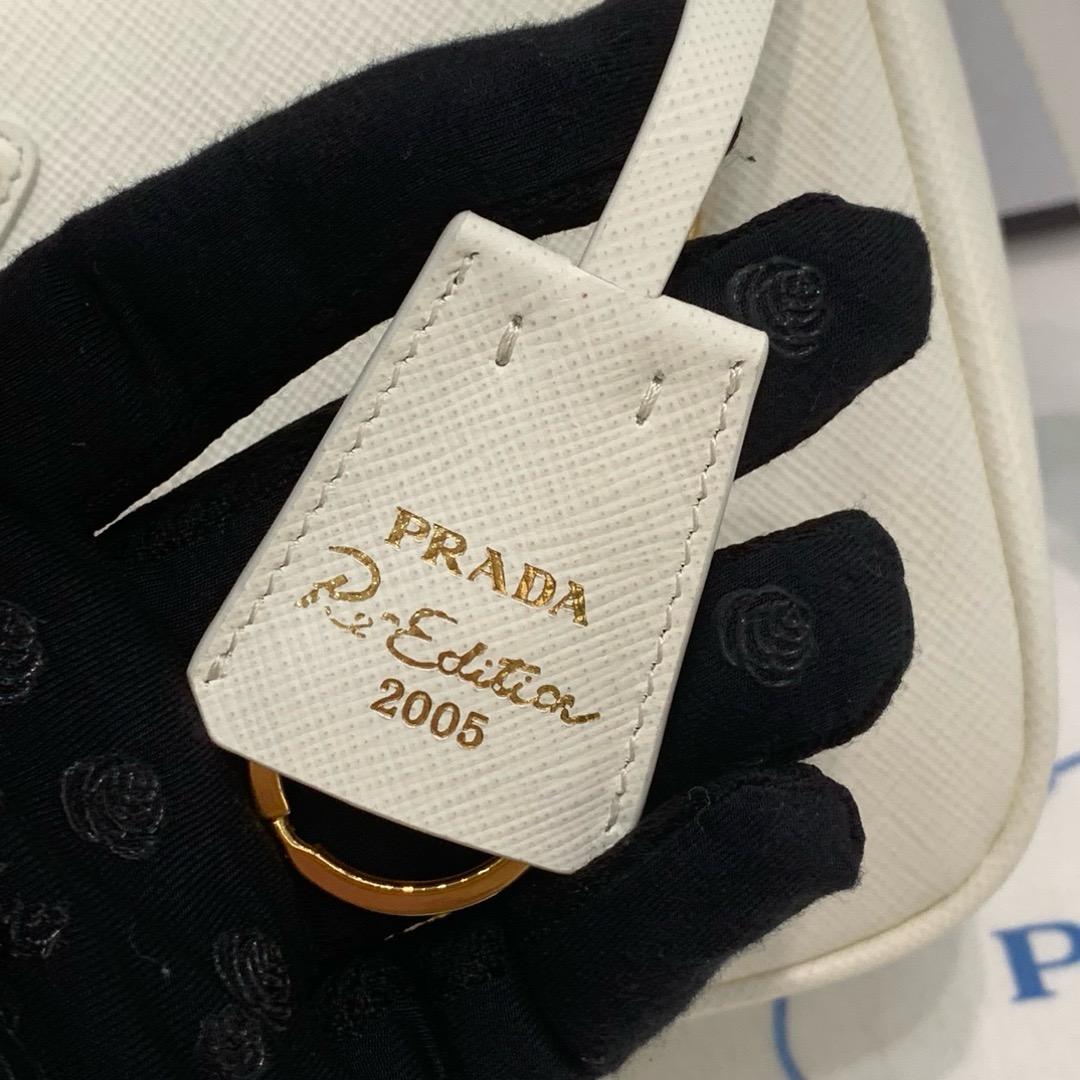 PRADA
Re-Edition
2005
P